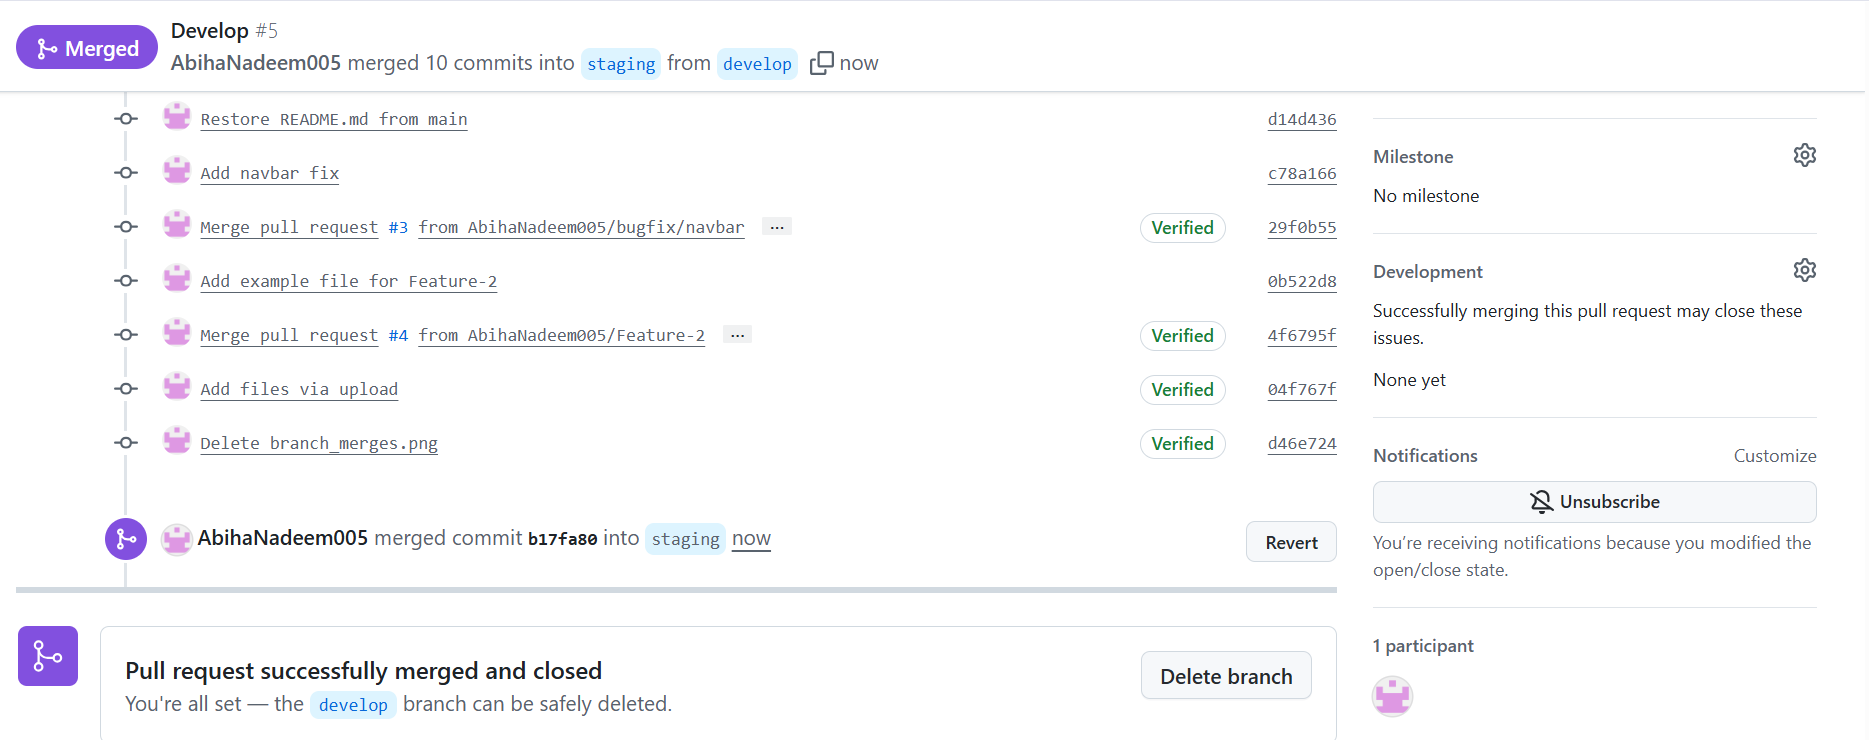 Merged
Develop #5
AbihaNadeem005 merged 10 commits into staging from develop now
Restore README.md from main d14d436
Add navbar fix c78a166
Merge pull request #3 from AbihaNadeem005/bugfix/navbar ... Verified 29f0b55
Add example file for Feature-2 0b522d8
Merge pull request #4 from AbihaNadeem005/Feature-2 ... Verified 4f6795f
Add files via upload Verified 04f767f
Delete branch_merges.png Verified d46e724
AbihaNadeem005 merged commit b17fa80 into staging now Revert
Pull request successfully merged and closed
You're all set — the develop branch can be safely deleted.
Delete branch
Milestone
No milestone
Development
Successfully merging this pull request may close these
issues.
None yet
Notifications Customize
Unsubscribe
You’re receiving notifications because you modified the
open/close state.
1 participant